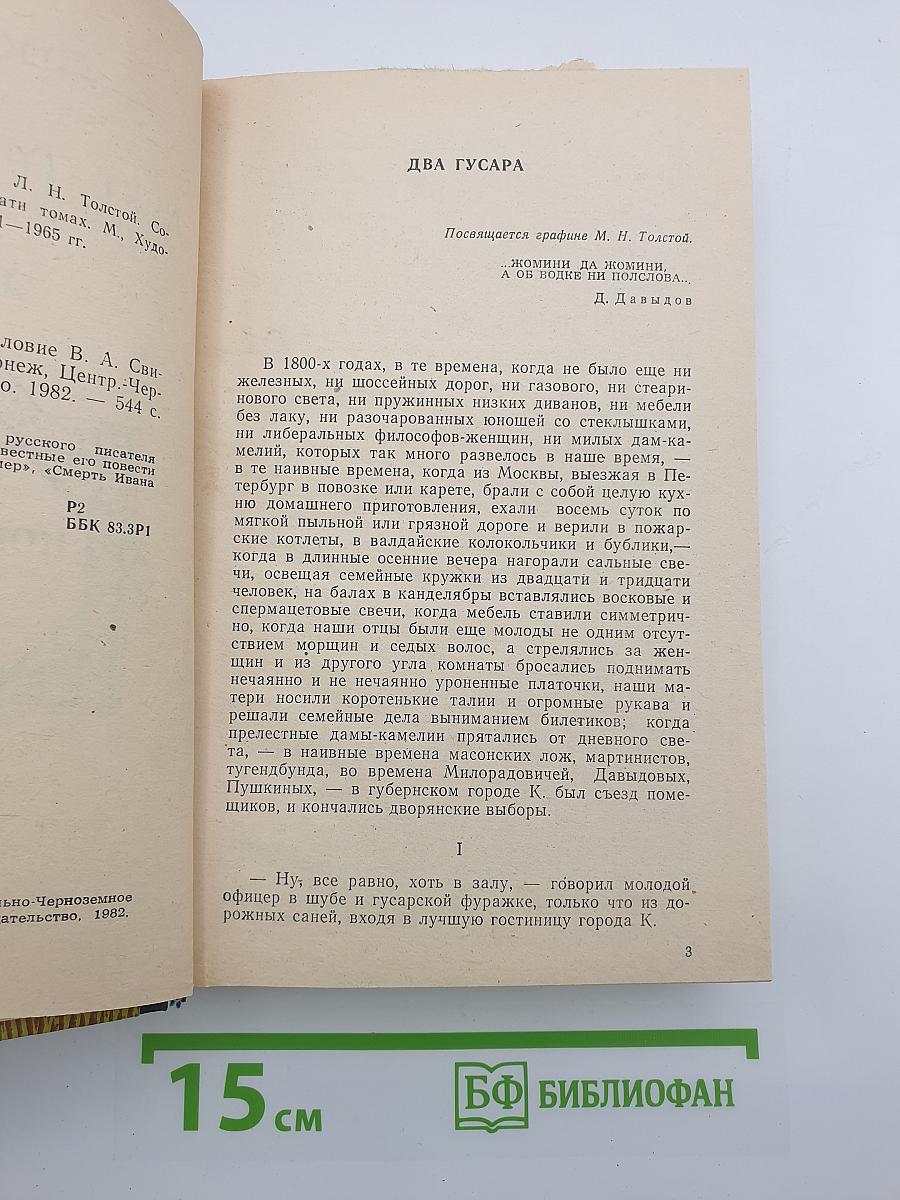 Л. Н. Толстой. Со-
томах. М., Худо-
—1965 гг.
В. А. Сви-
Центр.-Чер-
1982. — 544 с.
русского писателя
его повести
«Смерть Ивана
Р2
ББК 83.3Р1
1982.
ДВА ГУСАРА
Посвящается графине М. Н. Толстой.
...ЖОМИНИ ДА ЖОМИНИ,
А ОБ ВОДКЕ НИ ПОЛСЛОВА...
Д. Давыдов
В 1800-х годах, в те времена, когда не было еще ни
железных, ни шоссейных дорог, ни газового, ни стеари-
нового света, ни пружинных низких диванов, ни мебели
без лаку, ни разочарованных юношей со стеклышками,
ни либеральных философов-женщин, ни милых дам-ка-
мелий, которых так много развелось в наше время, —
в те наивные времена, когда из Москвы, выезжая в Пе-
тербург в повозке или карете, брали с собой целую кух-
ню домашнего приготовления, ехали восемь суток по
мягкой пыльной или грязной дороге и верили в пожар-
ские котлеты, в валдайские колокольчики и бублики,—
когда в длинные осенние вечера нагорали сальные све-
чи, освещая семейные кружки из двадцати и тридцати
человек, на балах в канделябры вставлялись восковые и
спермацетовые свечи, когда мебель ставили симметрич-
но, когда наши отцы были еще молоды не одним отсут-
ствием морщин и седых волос, а стрелялись за жен-
щин и из другого угла комнаты бросались поднимать
нечаянно и не нечаянно уроненные платочки, наши ма-
тери носили коротенькие талии и огромные рукава и
решали семейные дела выниманием билетиков; когда
прелестные дамы-камелии прятались от дневного све-
та, — в наивные времена масонских лож, мартинистов,
тугендбунда, во времена Милорадовичей, Давыдовых,
Пушкиных, — в губернском городе К. был съезд поме-
щиков, и кончались дворянские выборы.
I
— Ну, все равно, хоть в залу, — говорил молодой
офицер в шубе и гусарской фуражке, только что из до-
рожных саней, входя в лучшую гостиницу города К.
3
15 см
БФ БИБЛИОФАН